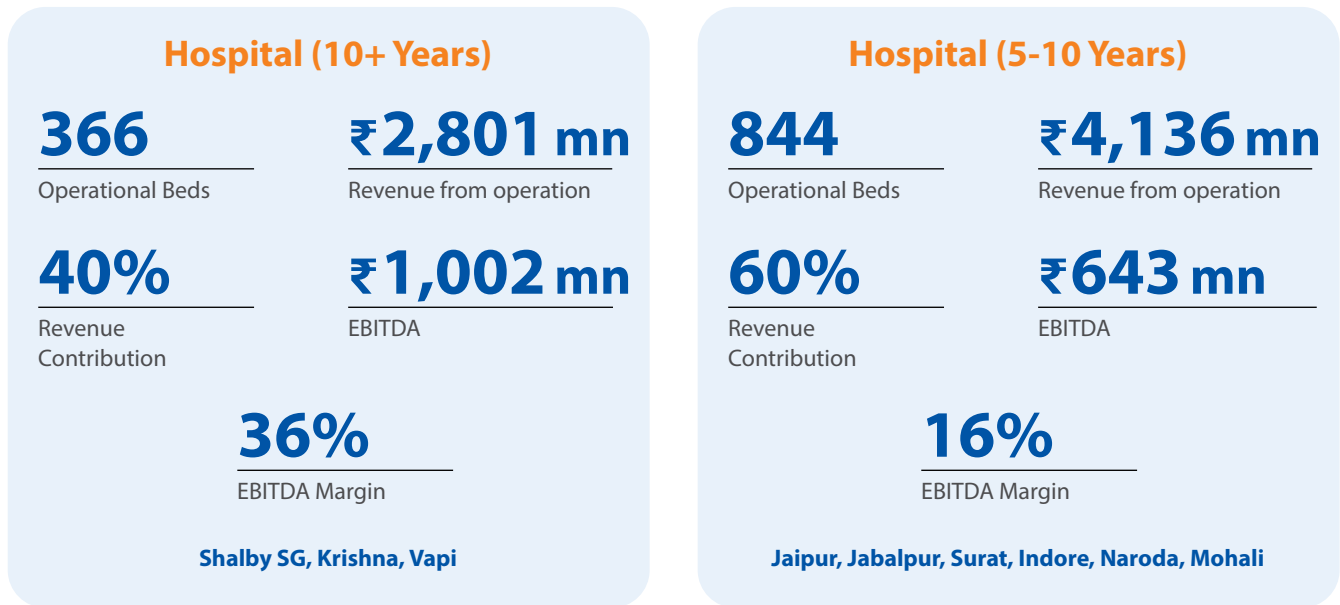 Hospital (10+ Years)
366
Operational Beds
₹2,801 mn
Revenue from operation
40%
Revenue
Contribution
₹1,002 mn
EBITDA
36%
EBITDA Margin
Shalby SG, Krishna, Vapi
Hospital (5-10 Years)
844
Operational Beds
₹4,136 mn
Revenue from operation
60%
Revenue
Contribution
₹643 mn
EBITDA
16%
EBITDA Margin
Jaipur, Jabalpur, Surat, Indore, Naroda, Mohali